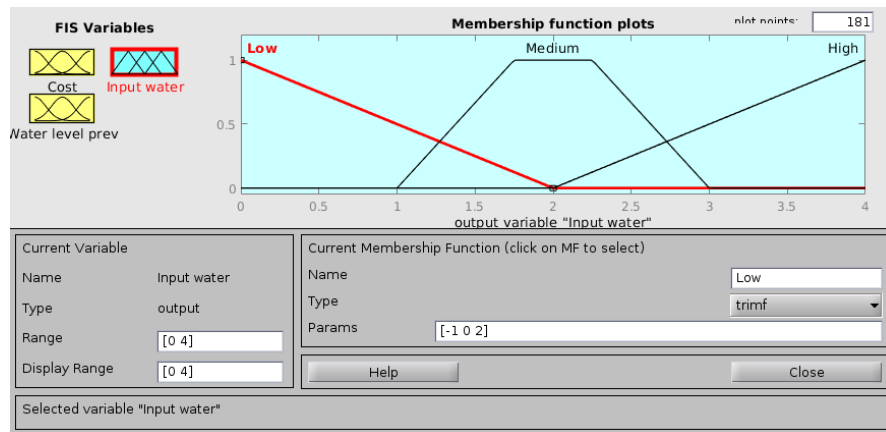 FIS Variables
Membership function plots
plot points:
181
Cost
Input water
Water level prev
Low
Medium
High
1
0.5
0
0
0.5
1
1.5
2
2.5
3
3.5
4
output variable "Input water"
Current Variable
Name
Input water
Type
output
Range
[0 4]
Display Range
[0 4]
Current Membership Function (click on MF to select)
Name
Low
Type
trimf
Params
[-1 0 2]
Help
Close
Selected variable "Input water"